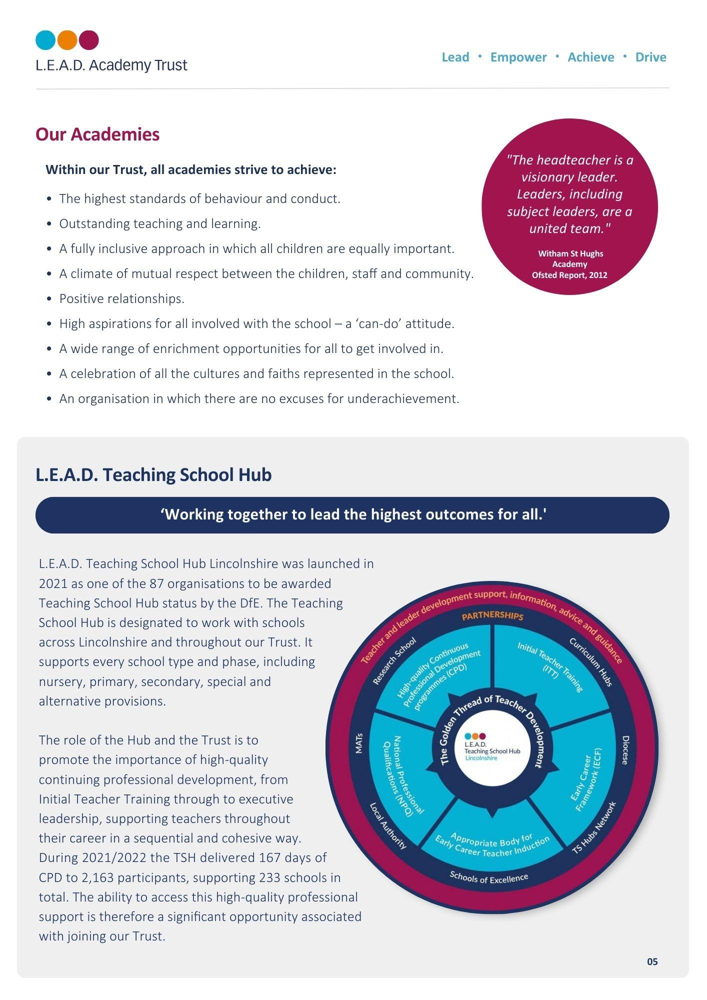 L.E.A.D. Academy Trust
Lead • Empower • Achieve • Drive
Our Academies
Within our Trust, all academies strive to achieve:
• The highest standards of behaviour and conduct.
• Outstanding teaching and learning.
• A fully inclusive approach in which all children are equally important.
• A climate of mutual respect between the children, staff and community.
• Positive relationships.
• High aspirations for all involved with the school – a ‘can-do’ attitude.
• A wide range of enrichment opportunities for all to get involved in.
• A celebration of all the cultures and faiths represented in the school.
• An organisation in which there are no excuses for underachievement.
"The headteacher is a
visionary leader.
Leaders, including
subject leaders, are a
united team."
Witham St Hughs
Academy
Ofsted Report, 2012
L.E.A.D. Teaching School Hub
‘Working together to lead the highest outcomes for all.'
L.E.A.D. Teaching School Hub Lincolnshire was launched in
2021 as one of the 87 organisations to be awarded
Teaching School Hub status by the DfE. The Teaching
School Hub is designated to work with schools
across Lincolnshire and throughout our Trust. It
supports every school type and phase, including
nursery, primary, secondary, special and
alternative provisions.
The role of the Hub and the Trust is to
promote the importance of high-quality
continuing professional development, from
Initial Teacher Training through to executive
leadership, supporting teachers throughout
their career in a sequential and cohesive way.
During 2021/2022 the TSH delivered 167 days of
CPD to 2,163 participants, supporting 233 schools in
total. The ability to access this high-quality professional
support is therefore a significant opportunity associated
with joining our Trust.
Teacher and leader development support, information, advice and guidance
PARTNERSHIPS
Research School
Curriculum Hubs
Diocese
TS Hubs Network
Schools of Excellence
Local Authority
MATs
High-quality Continuous
Professional Development
programmes (CPD)
Initial Teacher Training
(ITT)
Early Career
Framework (ECF)
Appropriate Body for
Early Career Teacher Induction
National Professional
Qualifications (NPQ)
The Golden Thread of Teacher Development
L.E.A.D.
Teaching School Hub
Lincolnshire
05